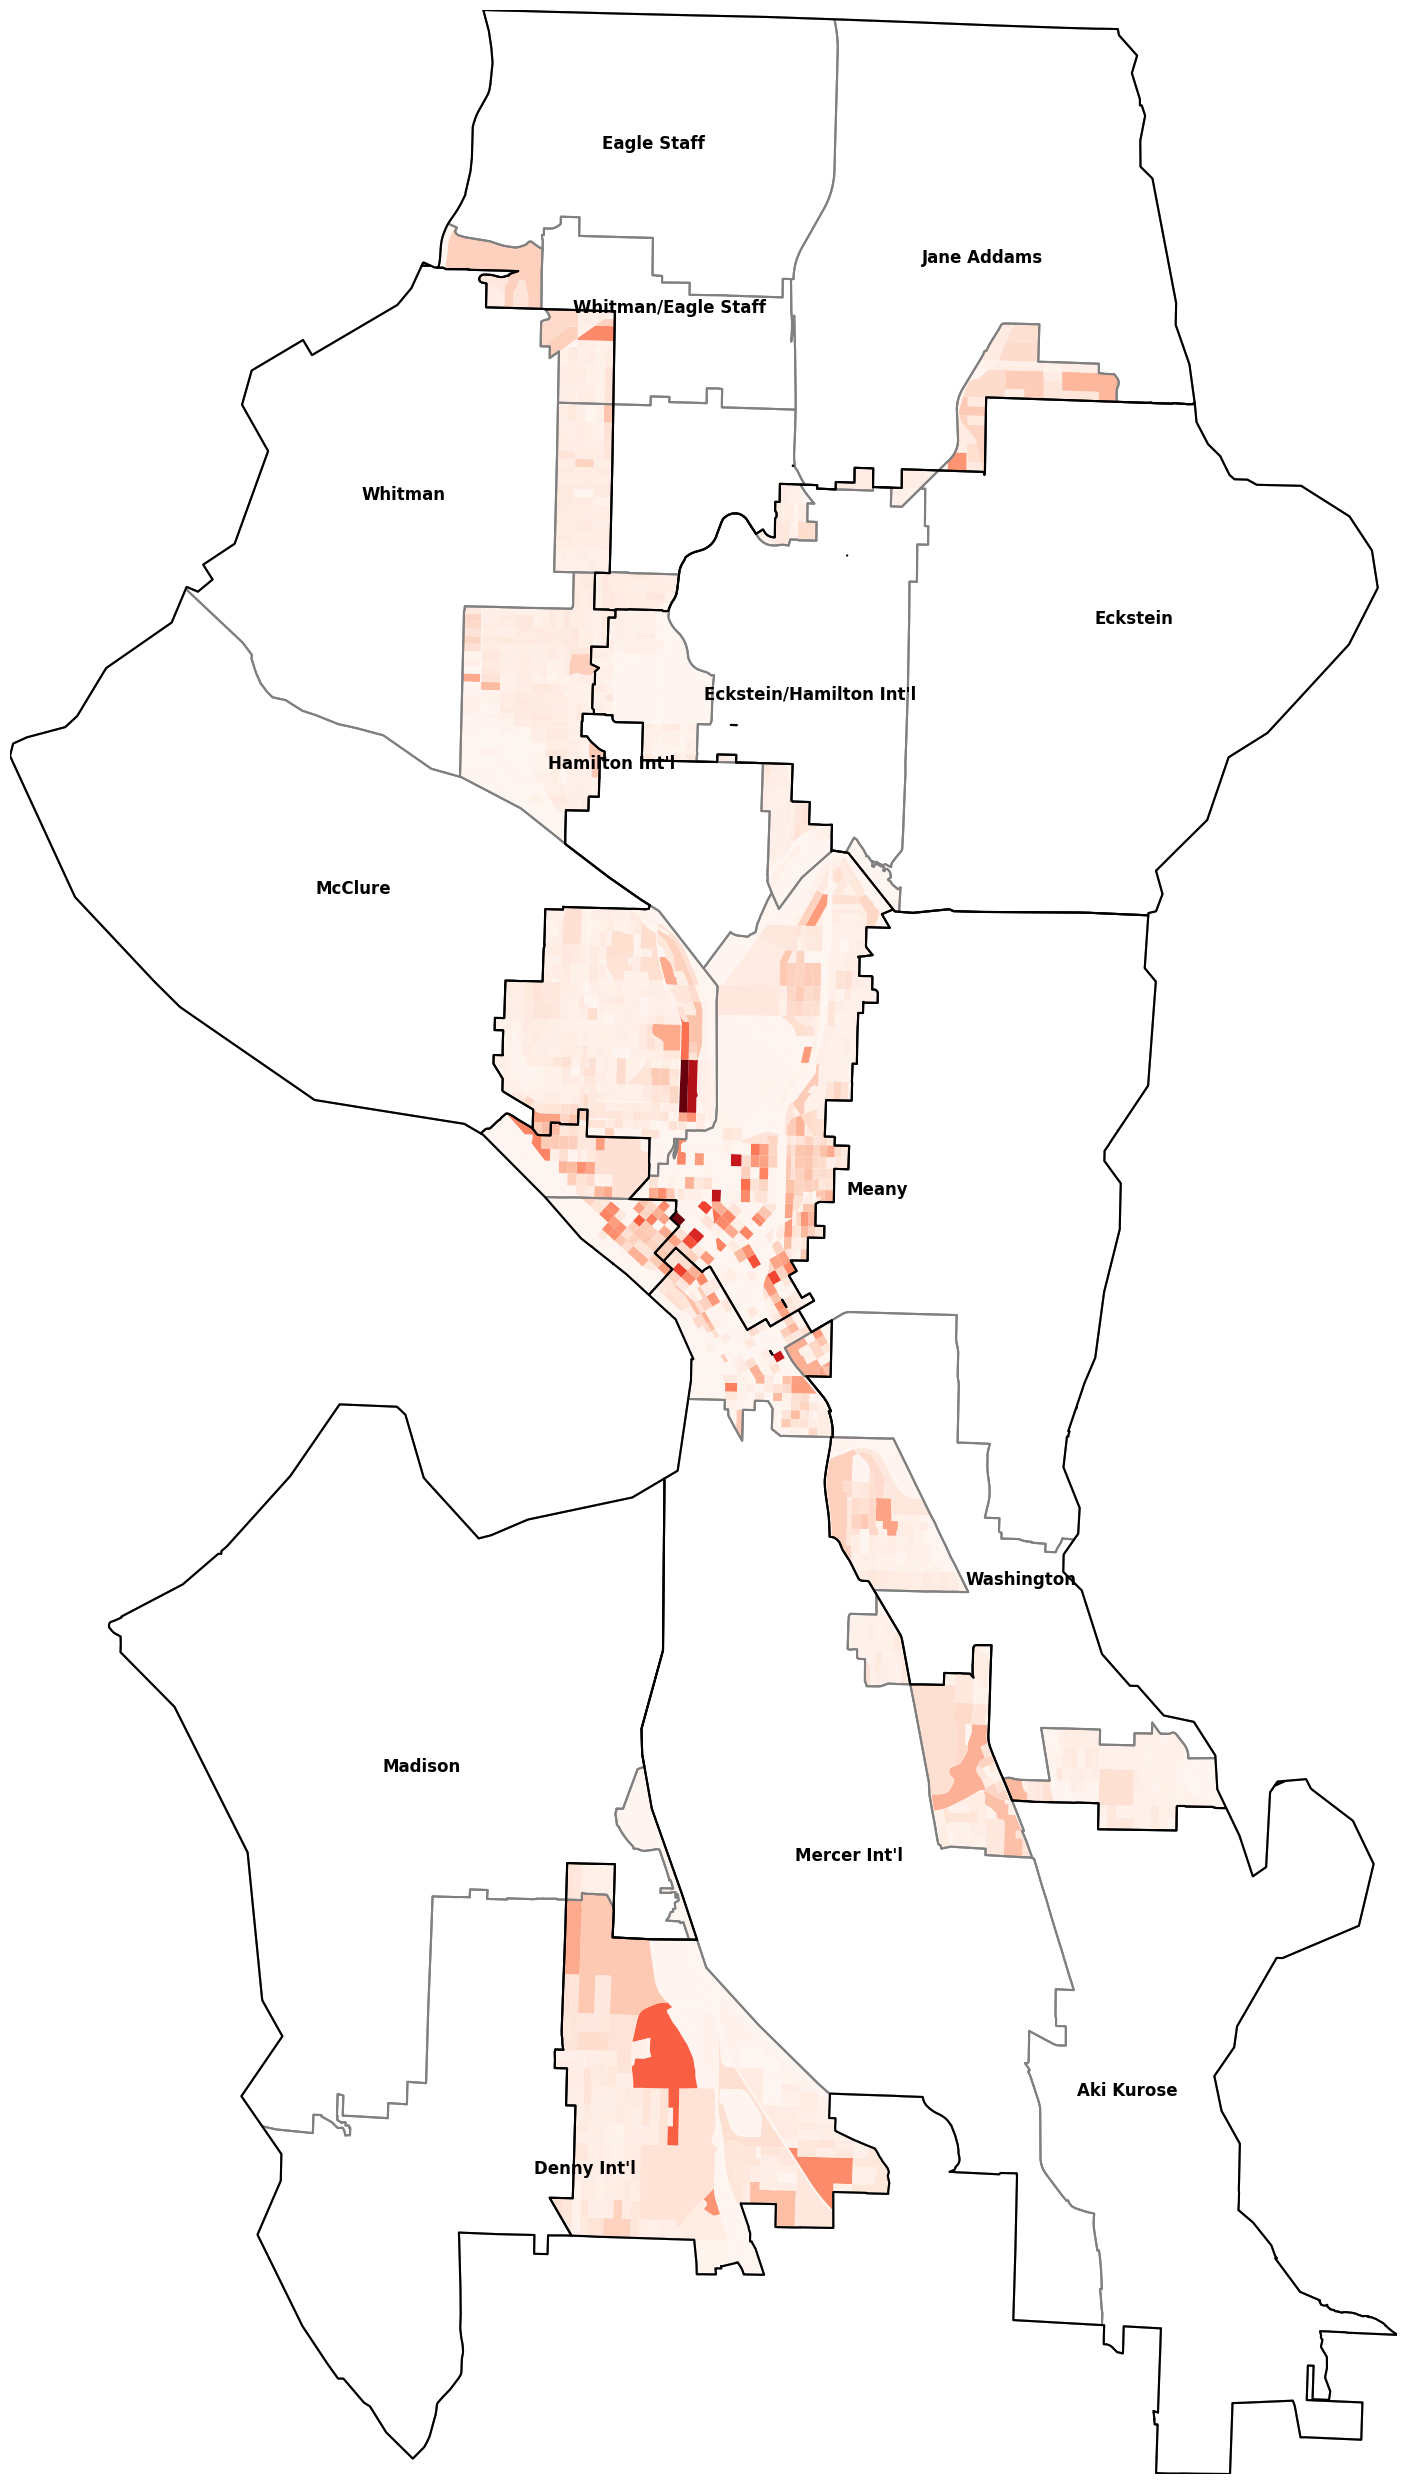 Eagle Staff
Jane Addams
Whitman/Eagle Staff
Whitman
Eckstein
Eckstein/Hamilton Int'l
Hamilton Int'l
McClure
Meany
Washington
Madison
Mercer Int'l
Aki Kurose
Denny Int'l